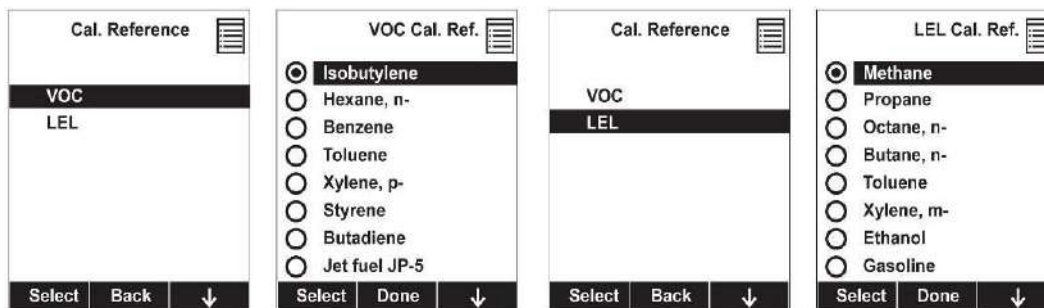 Cal. Reference
VOC
LEL
Select Back ↓
VOC Cal. Ref.
Isobutylene
Hexane, n-
Benzene
Toluene
Xylene, p-
Styrene
Butadiene
Jet fuel JP-5
Select Done ↓
Cal. Reference
VOC
LEL
Select Back ↓
LEL Cal. Ref.
Methane
Propane
Octane, n-
Butane, n-
Toluene
Xylene, m-
Ethanol
Gasoline
Select Done ↓